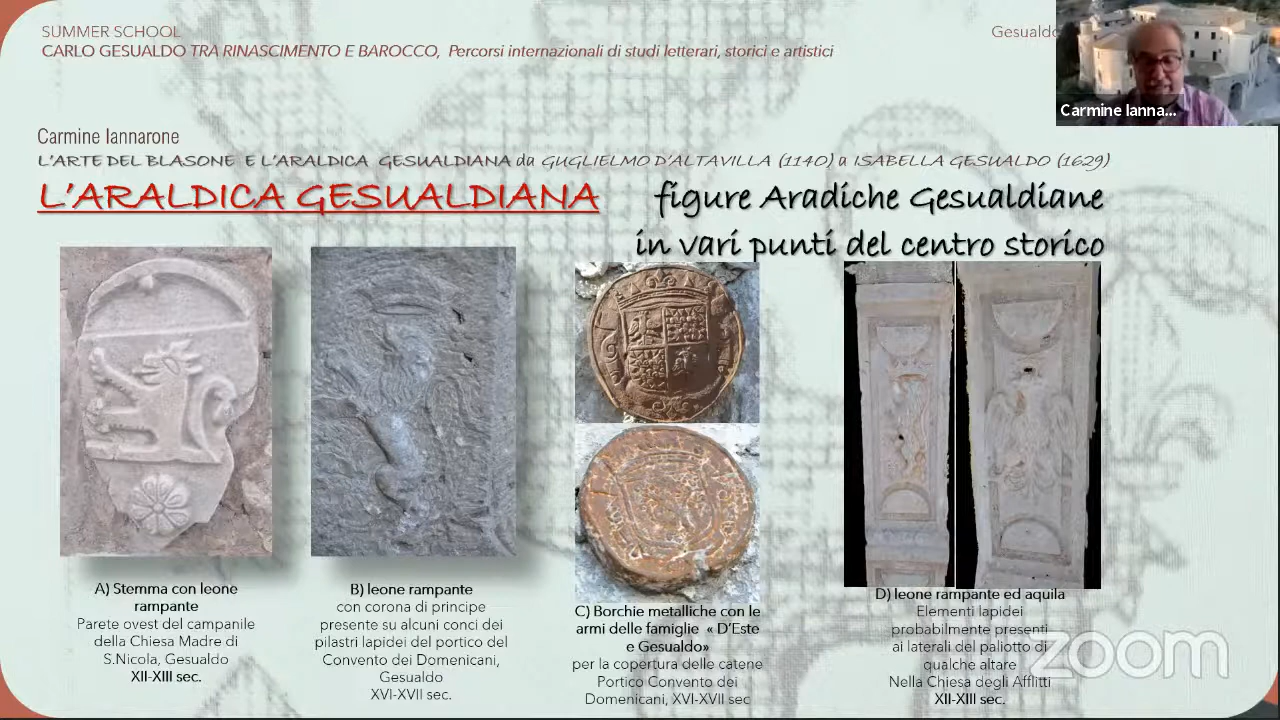 SUMMER SCHOOL
CARLO GESUALDO TRA RINASCIMENTO E BAROCCO, Percorsi internazionali di studi letterari, storici e artistici
Gesualdo
Carmine Ianna...
Carmine Iannarone
L'ARTE DEL BLASONE E L'ARALDICA GESUALDIANA da GUGLIELMO D'ALTAVILLA (1140) a ISABELLA GESUALDO (1629)
L'ARALDICA GESUALDIANA
figure Aradiche Gesualdiane
in vari punti del centro storico
A) Stemma con leone
rampante
Parete ovest del campanile
della Chiesa Madre di
S.Nicola, Gesualdo
XII-XIII sec.
B) leone rampante
con corona di principe
presente su alcuni conci dei
pilastri lapidei del portico del
Convento dei Domenicani,
Gesualdo
XVI-XVII sec.
C) Borchie metalliche con le
armi delle famiglie « D'Este
e Gesualdo»
per la copertura delle catene
Portico Convento dei
Domenicani, XVI-XVII sec
D) leone rampante ed aquila
Elementi lapidei
probabilmente presenti
ai laterali del paliotto di
qualche altare
Nella Chiesa degli Afflitti
XII-XIII sec.
zoom